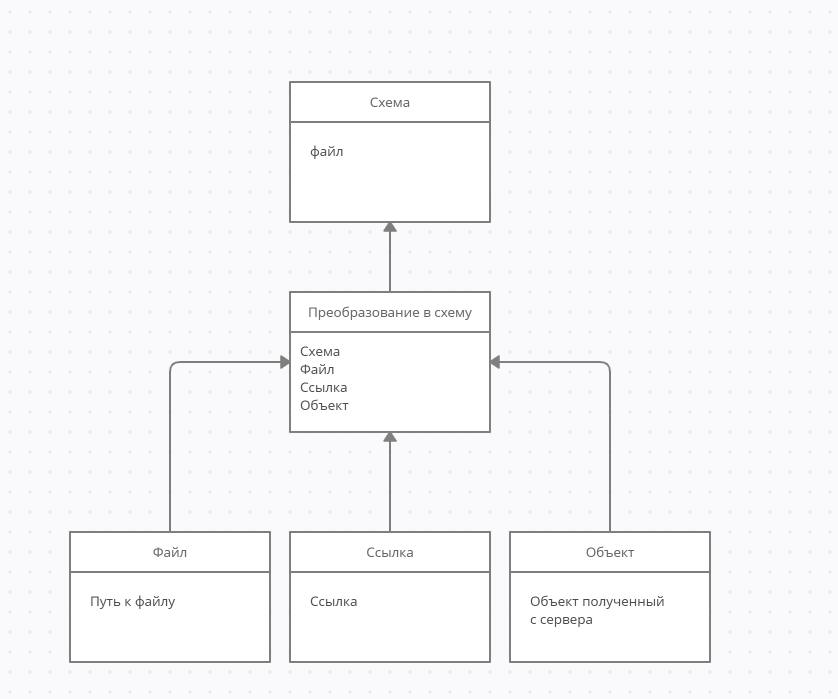 Схема
файл
Преобразование в схему
Схема
Файл
Ссылка
Объект
Файл
Путь к файлу
Ссылка
Ссылка
Объект
Объект полученный
с сервера